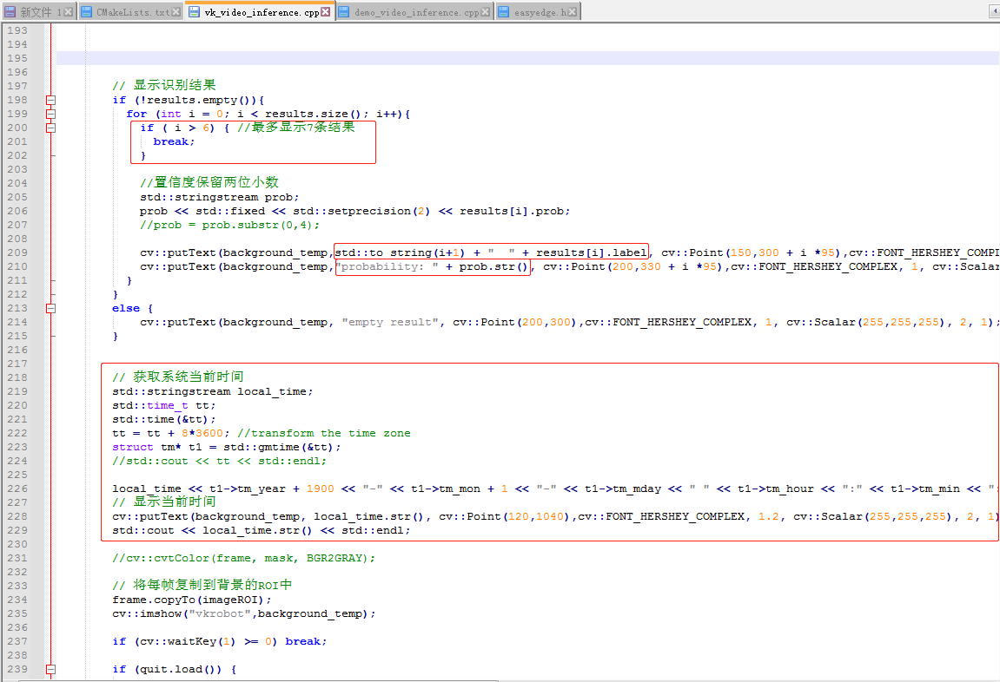 新文件 1 CMakeLists.txt vk_video_inference.cpp demo_video_inference.cpp easyedge.h
193
194
195
196
197 // 显示识别结果
198 if (!results.empty()){
199 for (int i = 0; i < results.size(); i++){
200 if ( i > 6) { //最多显示7条结果
201 break;
202 }
203
204 //置信度保留两位小数
205 std::stringstream prob;
206 prob << std::fixed << std::setprecision(2) << results[i].prob;
207 //prob = prob.substr(0,4);
208
209 cv::putText(background_temp,std::to_string(i+1) + "  " + results[i].label, cv::Point(150,300 + i *95),cv::FONT_HERSHEY_COMPL
210 cv::putText(background_temp,"probability: " + prob.str(), cv::Point(200,330 + i *95),cv::FONT_HERSHEY_COMPLEX, 1, cv::Scalar
211 }
212 }
213 else {
214 cv::putText(background_temp, "empty result", cv::Point(200,300),cv::FONT_HERSHEY_COMPLEX, 1, cv::Scalar(255,255,255), 2, 1);
215 }
216
217
218 // 获取系统当前时间
219 std::stringstream local_time;
220 std::time_t tt;
221 std::time(&tt);
222 tt = tt + 8*3600; //transform the time zone
223 struct tm* t1 = std::gmtime(&tt);
224 //std::cout << tt << std::endl;
225
226 local_time << t1->tm_year + 1900 << "-" << t1->tm_mon + 1 << "-" << t1->tm_mday << " " << t1->tm_hour << ":" << t1->tm_min << ":
227 // 显示当前时间
228 cv::putText(background_temp, local_time.str(), cv::Point(120,1040),cv::FONT_HERSHEY_COMPLEX, 1.2, cv::Scalar(255,255,255), 2, 1)
229 std::cout << local_time.str() << std::endl;
230
231 //cv::cvtColor(frame, mask, BGR2GRAY);
232
233 // 将每帧复制到背景的ROI中
234 frame.copyTo(imageROI);
235 cv::imshow("vkrobot",background_temp);
236
237 if (cv::waitKey(1) >= 0) break;
238
239 if (quit.load()) {